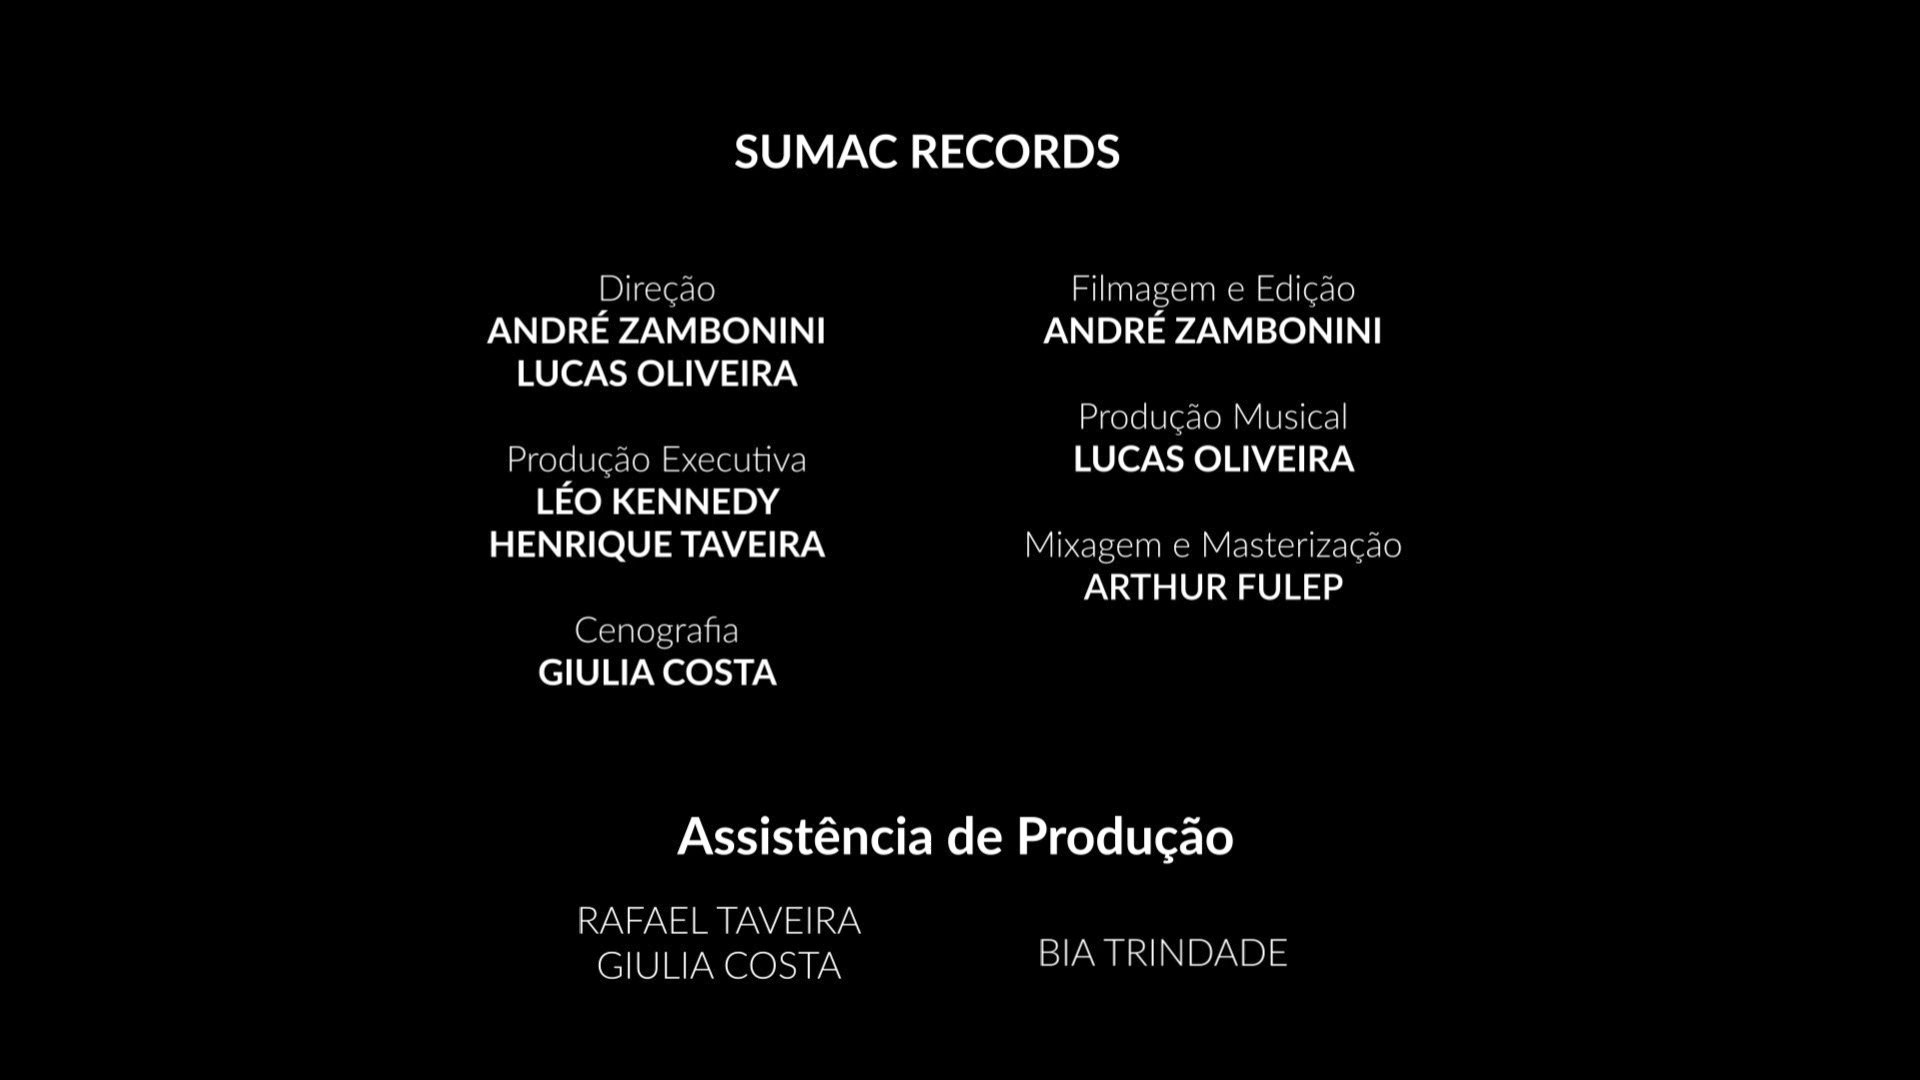 SUMAC RECORDS
Direção
ANDRÉ ZAMBONINI
LUCAS OLIVEIRA
Produção Executiva
LÉO KENNEDY
HENRIQUE TAVEIRA
Cenografia
GIULIA COSTA
Filmagem e Edição
ANDRÉ ZAMBONINI
Produção Musical
LUCAS OLIVEIRA
Mixagem e Masterização
ARTHUR FULEP
Assistência de Produção
RAFAEL TAVEIRA
GIULIA COSTA
BIA TRINDADE